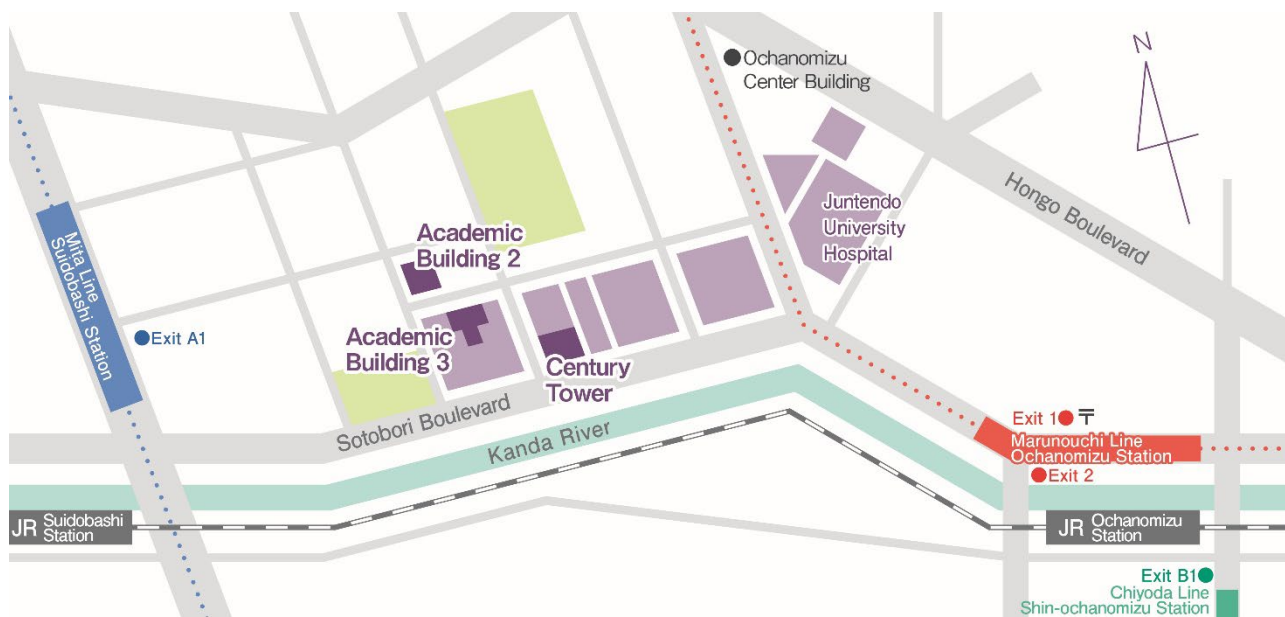 N
Ochanomizu
Center Building
Hongo Boulevard
Juntendo
University
Hospital
Academic
Building 2
Mita Line
Suidobashi Station
Exit A1
Academic
Building 3
Century
Tower
Sotobori Boulevard
Kanda River
Exit 1 〒
Marunouchi Line
Ochanomizu Station
Exit 2
JR Suidobashi
Station
JR Ochanomizu
Station
Exit B1
Chiyoda Line
Shin-ochanomizu Station